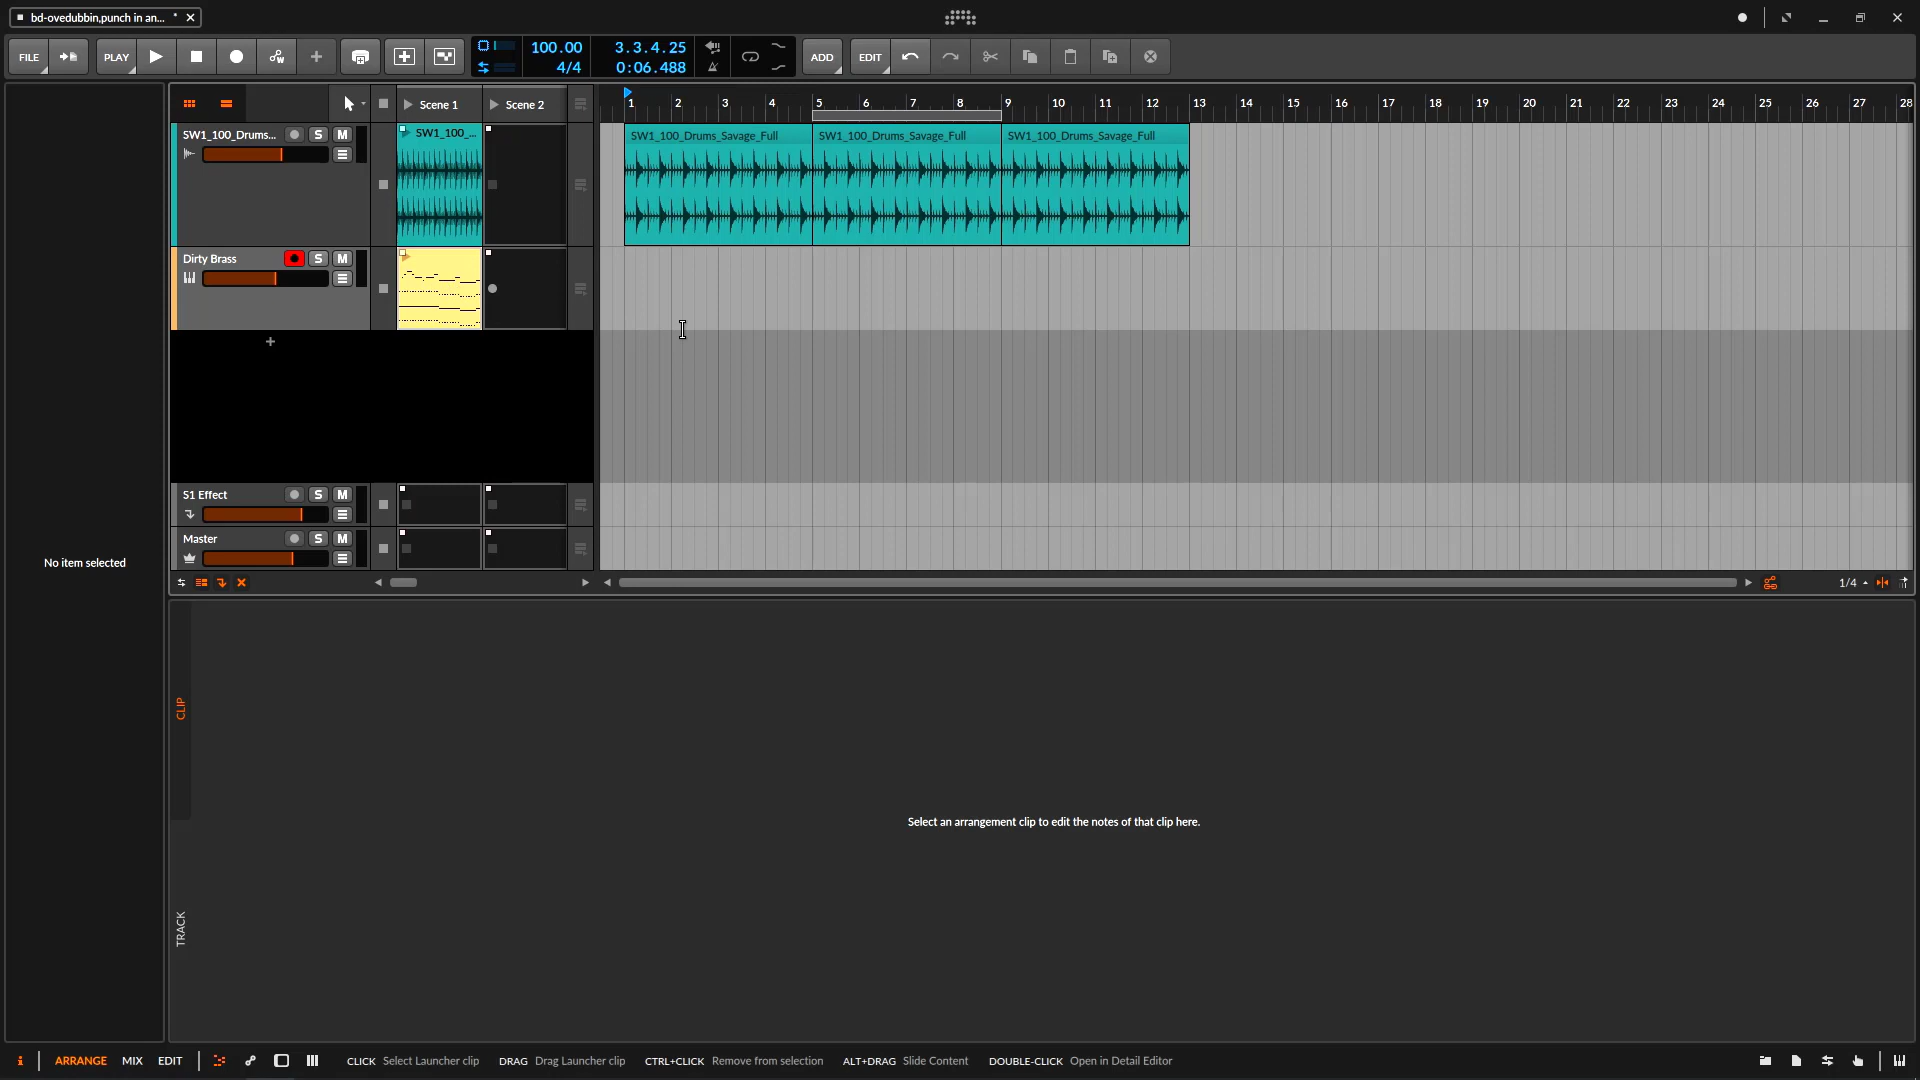 bd-ovedubbin,punch in an... *
FILE
PLAY
100.00
4/4
3.3.4.25
0:06.488
ADD
EDIT
Scene 1
Scene 2
1 2 3 4 5 6 7 8 9 10 11 12 13 14 15 16 17 18 19 20 21 22 23 24 25 26 27 28
SW1_100_Drums... S M
SW1_100_...
SW1_100_Drums_Savage_Full
SW1_100_Drums_Savage_Full
SW1_100_Drums_Savage_Full
Dirty Brass S M
S1 Effect S M
Master S M
1/4
No item selected
CLIP
Select an arrangement clip to edit the notes of that clip here.
TRACK
i ARRANGE MIX EDIT
CLICK Select Launcher clip DRAG Drag Launcher clip CTRL+CLICK Remove from selection ALT+DRAG Slide Content DOUBLE-CLICK Open in Detail Editor